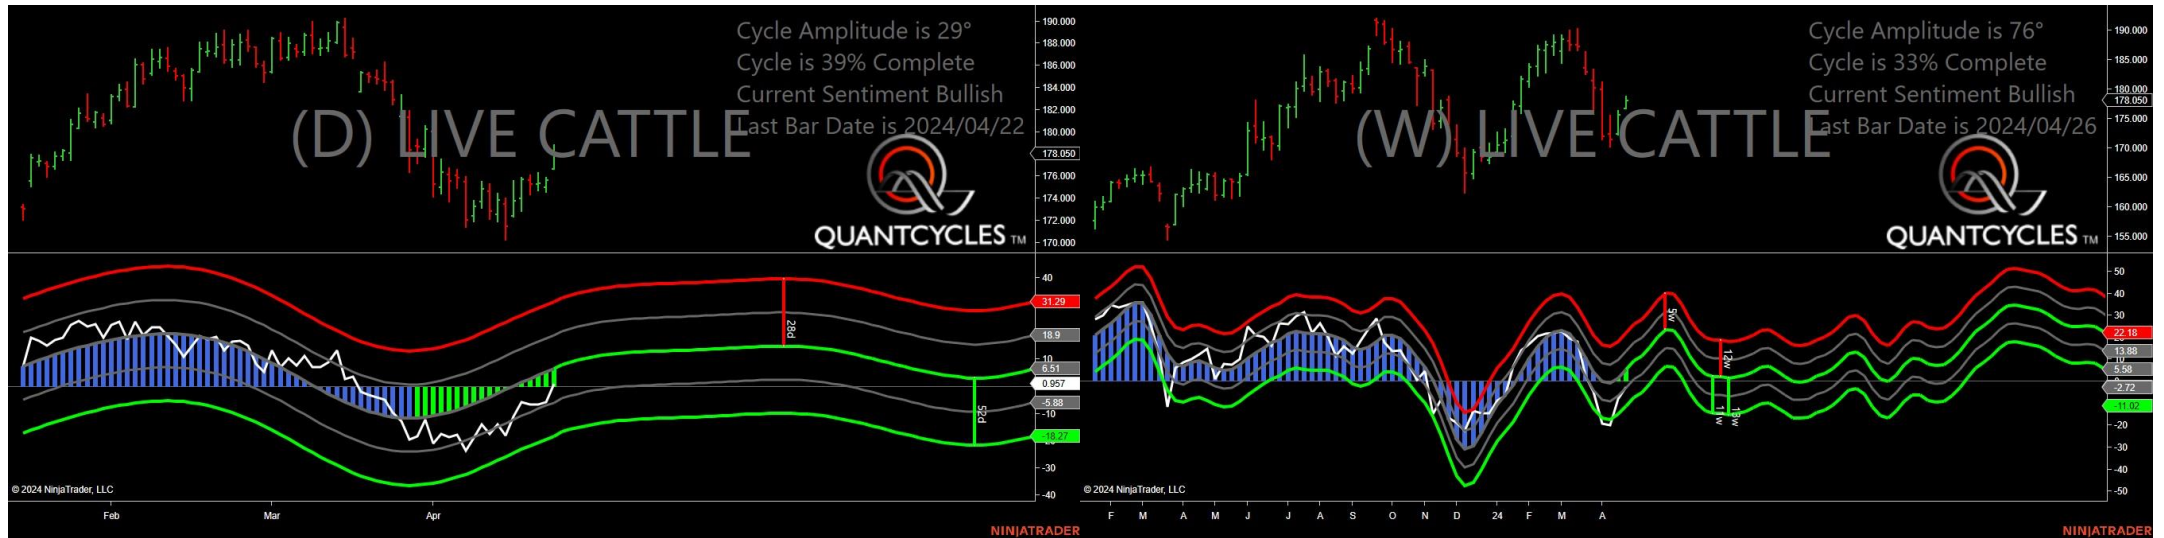 Cycle Amplitude is 29°
Cycle is 39% Complete
Current Sentiment Bullish
Last Bar Date is 2024/04/22
(D) LIVE CATTLE
QUANTCYCLES TM
190.000
188.000
186.000
184.000
182.000
180.000
178.050
176.000
174.000
172.000
170.000
28d
52d
40
31.29
18.9
10
6.51
0.957
-5.88
-10
-18.27
-30
-40
© 2024 NinjaTrader, LLC
Feb Mar Apr
NINJATRADER
Cycle Amplitude is 76°
Cycle is 33% Complete
Current Sentiment Bullish
Last Bar Date is 2024/04/26
(W) LIVE CATTLE
QUANTCYCLES TM
190.000
185.000
180.000
178.050
175.000
170.000
165.000
160.000
155.000
5w
12w
11w
13w
50
40
30
22.18
13.88
10
5.58
-2.72
-11.02
-20
-30
-40
-50
© 2024 NinjaTrader, LLC
F M A M J J A S O N D 24 F M A
NINJATRADER